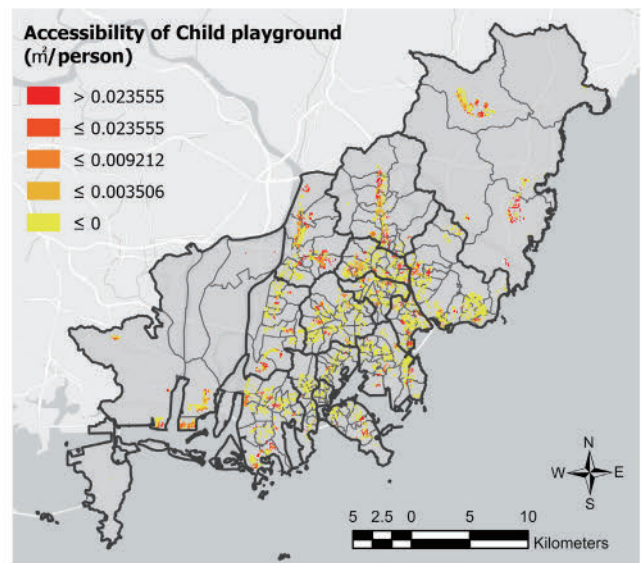 Accessibility of Child playground
(㎡/person)
> 0.023555
≤ 0.023555
≤ 0.009212
≤ 0.003506
≤ 0
N
W E
S
5 2.5 0 5 10
Kilometers